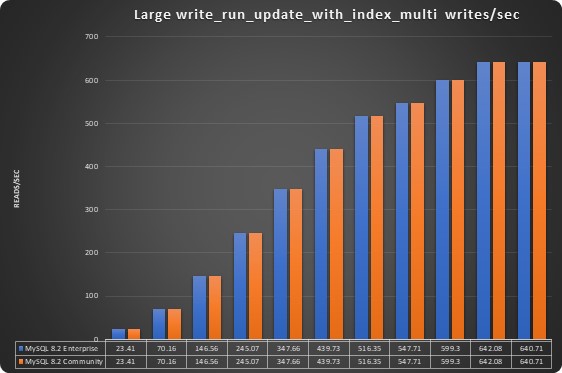 Large write_run_update_with_index_multi writes/sec
700
600
500
400
300
200
100
0
READS/SEC
MySQL 8.2 Enterprise 23.41 70.16 146.56 245.07 347.66 439.73 516.35 547.71 599.3 642.08 640.71
MySQL 8.2 Community 23.41 70.16 146.56 245.07 347.66 439.73 516.35 547.71 599.3 642.08 640.71